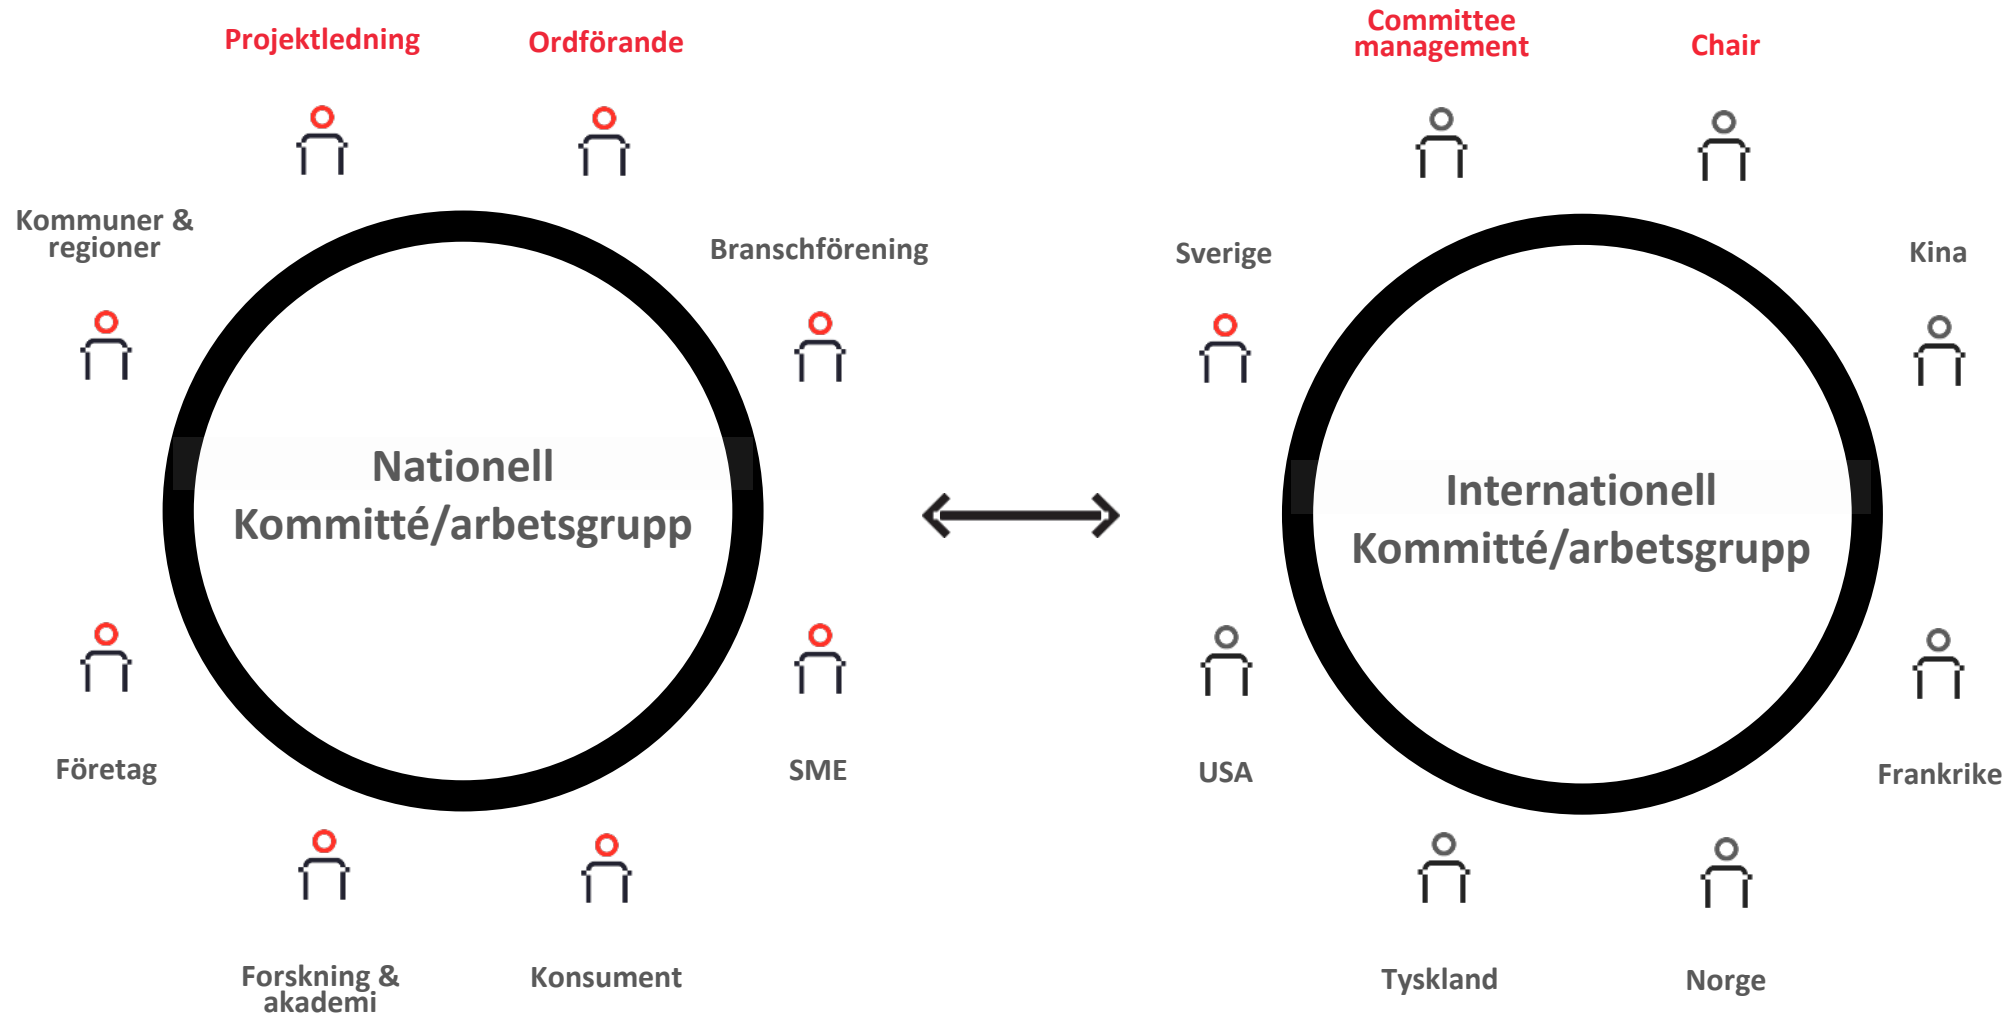 Projektledning
Ordförande
Kommuner &
regioner
Branschförening
Nationell
Kommitté/arbetsgrupp
Företag
SME
Forskning &
akademi
Konsument
Committee
management
Chair
Sverige
Kina
Internationell
Kommitté/arbetsgrupp
USA
Frankrike
Tyskland
Norge